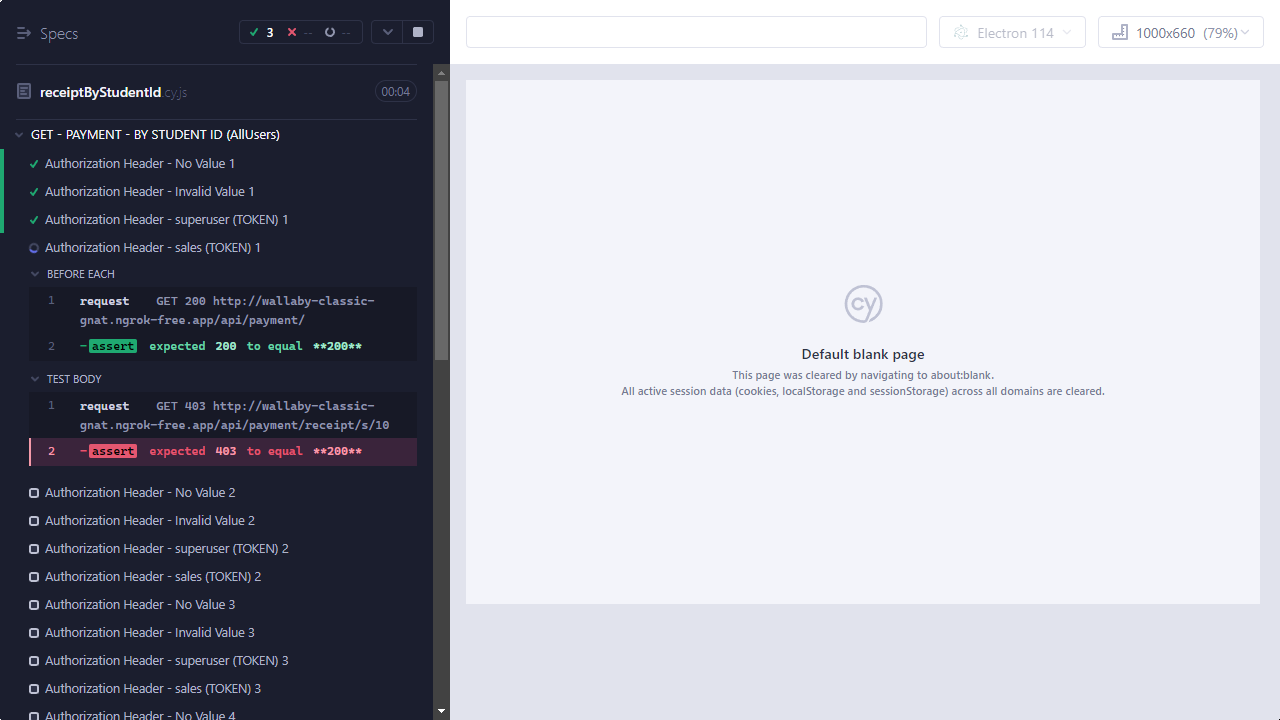 Specs
3
--
--
receiptByStudentId.cy.js
00:04
GET - PAYMENT - BY STUDENT ID (AllUsers)
Authorization Header - No Value 1
Authorization Header - Invalid Value 1
Authorization Header - superuser (TOKEN) 1
Authorization Header - sales (TOKEN) 1
BEFORE EACH
1 request GET 200 http://wallaby-classic-
gnat.ngrok-free.app/api/payment/
2 -assert expected 200 to equal **200**
TEST BODY
1 request GET 403 http://wallaby-classic-
gnat.ngrok-free.app/api/payment/receipt/s/10
2 -assert expected 403 to equal **200**
Authorization Header - No Value 2
Authorization Header - Invalid Value 2
Authorization Header - superuser (TOKEN) 2
Authorization Header - sales (TOKEN) 2
Authorization Header - No Value 3
Authorization Header - Invalid Value 3
Authorization Header - superuser (TOKEN) 3
Authorization Header - sales (TOKEN) 3
Authorization Header - No Value 4
Electron 114
1000x660 (79%)
cy
Default blank page
This page was cleared by navigating to about:blank.
All active session data (cookies, localStorage and sessionStorage) across all domains are cleared.